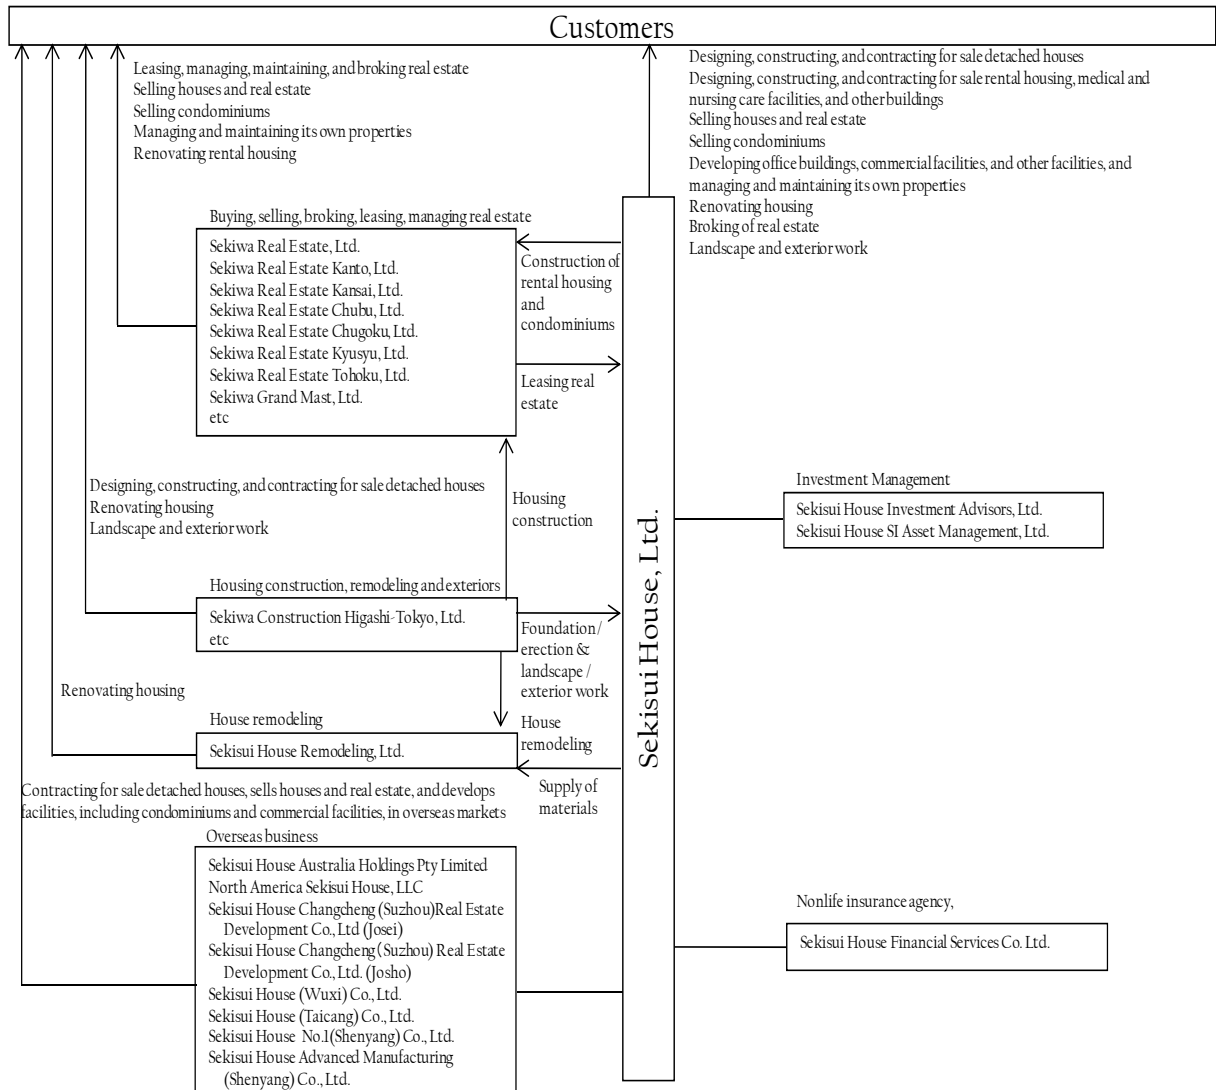 Customers
Leasing, managing, maintaining, and broking real estate
Selling houses and real estate
Selling condominiums
Managing and maintaining its own properties
Renovating rental housing
Designing, constructing, and contracting for sale detached houses
Designing, constructing, and contracting for sale rental housing, medical and
nursing care facilities, and other buildings
Selling houses and real estate
Selling condominiums
Developing office buildings, commercial facilities, and other facilities, and
managing and maintaining its own properties
Renovating housing
Broking of real estate
Landscape and exterior work
Buying, selling, broking, leasing, managing real estate
Sekiwa Real Estate, Ltd.
Sekiwa Real Estate Kanto, Ltd.
Sekiwa Real Estate Kansai, Ltd.
Sekiwa Real Estate Chubu, Ltd.
Sekiwa Real Estate Chugoku, Ltd.
Sekiwa Real Estate Kyusyu, Ltd.
Sekiwa Real Estate Tohoku, Ltd.
Sekiwa Grand Mast, Ltd.
etc
Construction of
rental housing
and
condominiums
Leasing real
estate
Sekisui House, Ltd.
Designing, constructing, and contracting for sale detached houses
Renovating housing
Landscape and exterior work
Housing
construction
Investment Management
Sekisui House Investment Advisors, Ltd.
Sekisui House SI Asset Management, Ltd.
Housing construction, remodeling and exteriors
Sekiwa Construction Higashi-Tokyo, Ltd.
etc
Foundation /
erection &
landscape /
exterior work
Renovating housing
House remodeling
Sekisui House Remodeling, Ltd.
House
remodeling
Supply of
materials
Contracting for sale detached houses, sells houses and real estate, and develops
facilities, including condominiums and commercial facilities, in overseas markets
Overseas business
Sekisui House Australia Holdings Pty Limited
North America Sekisui House, LLC
Sekisui House Changcheng (Suzhou)Real Estate
Development Co., Ltd (Josei)
Sekisui House Changcheng(Suzhou) Real Estate
Development Co., Ltd. (Josho)
Sekisui House (Wuxi) Co., Ltd.
Sekisui House (Taicang) Co., Ltd.
Sekisui House No.1(Shenyang) Co., Ltd.
Sekisui House Advanced Manufacturing
(Shenyang) Co., Ltd.
Nonlife insurance agency,
Sekisui House Financial Services Co. Ltd.